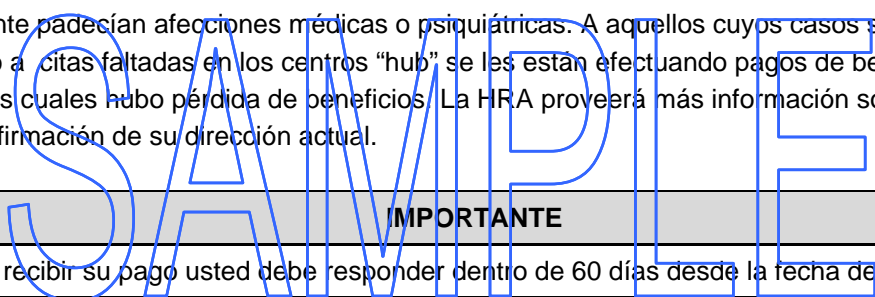 nte padecían afecciones médicas o psiquiátricas. A aquellos cuyos casos s
o a citas faltadas en los centros “hub” se les están efectuando pagos de be
s cuales hubo pérdida de beneficios. La HRA proveerá más información so
firmación de su dirección actual.
IMPORTANTE
recibir su pago usted debe responder dentro de 60 días desde la fecha de
SAMPLE